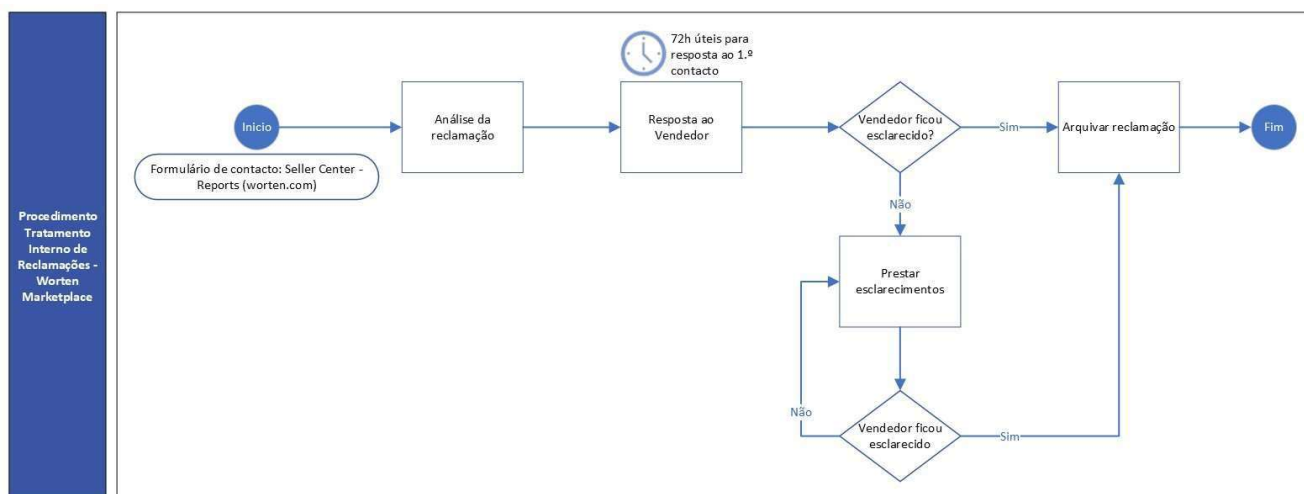 Procedimento
Tratamento
Interno de
Reclamações -
Worten
Marketplace
Inicio
Formulário de contacto: Seller Center -
Reports (worten.com)
Análise da
reclamação
72h úteis para
resposta ao 1.º
contacto
Resposta ao
Vendedor
Vendedor ficou
esclarecido?
Sim
Arquivar reclamação
Fim
Não
Prestar
esclarecimentos
Não
Vendedor ficou
esclarecido
Sim